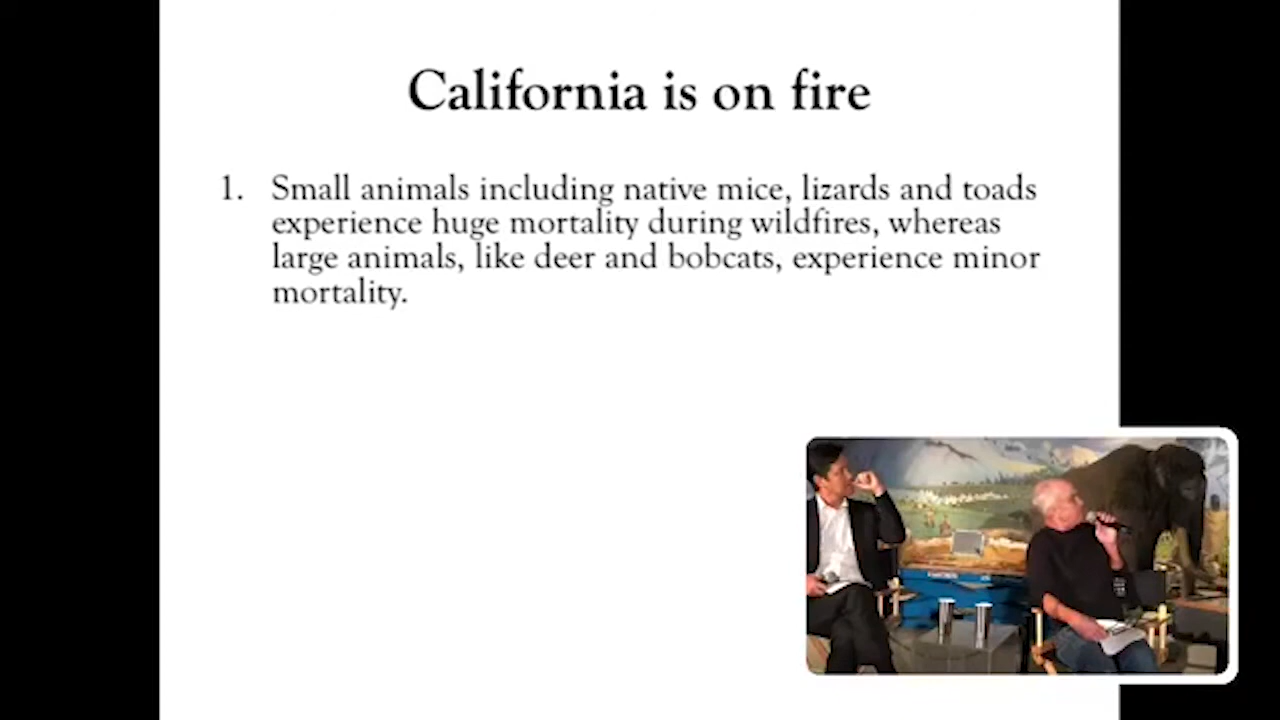 California is on fire
1. Small animals including native mice, lizards and toads
experience huge mortality during wildfires, whereas
large animals, like deer and bobcats, experience minor
mortality.